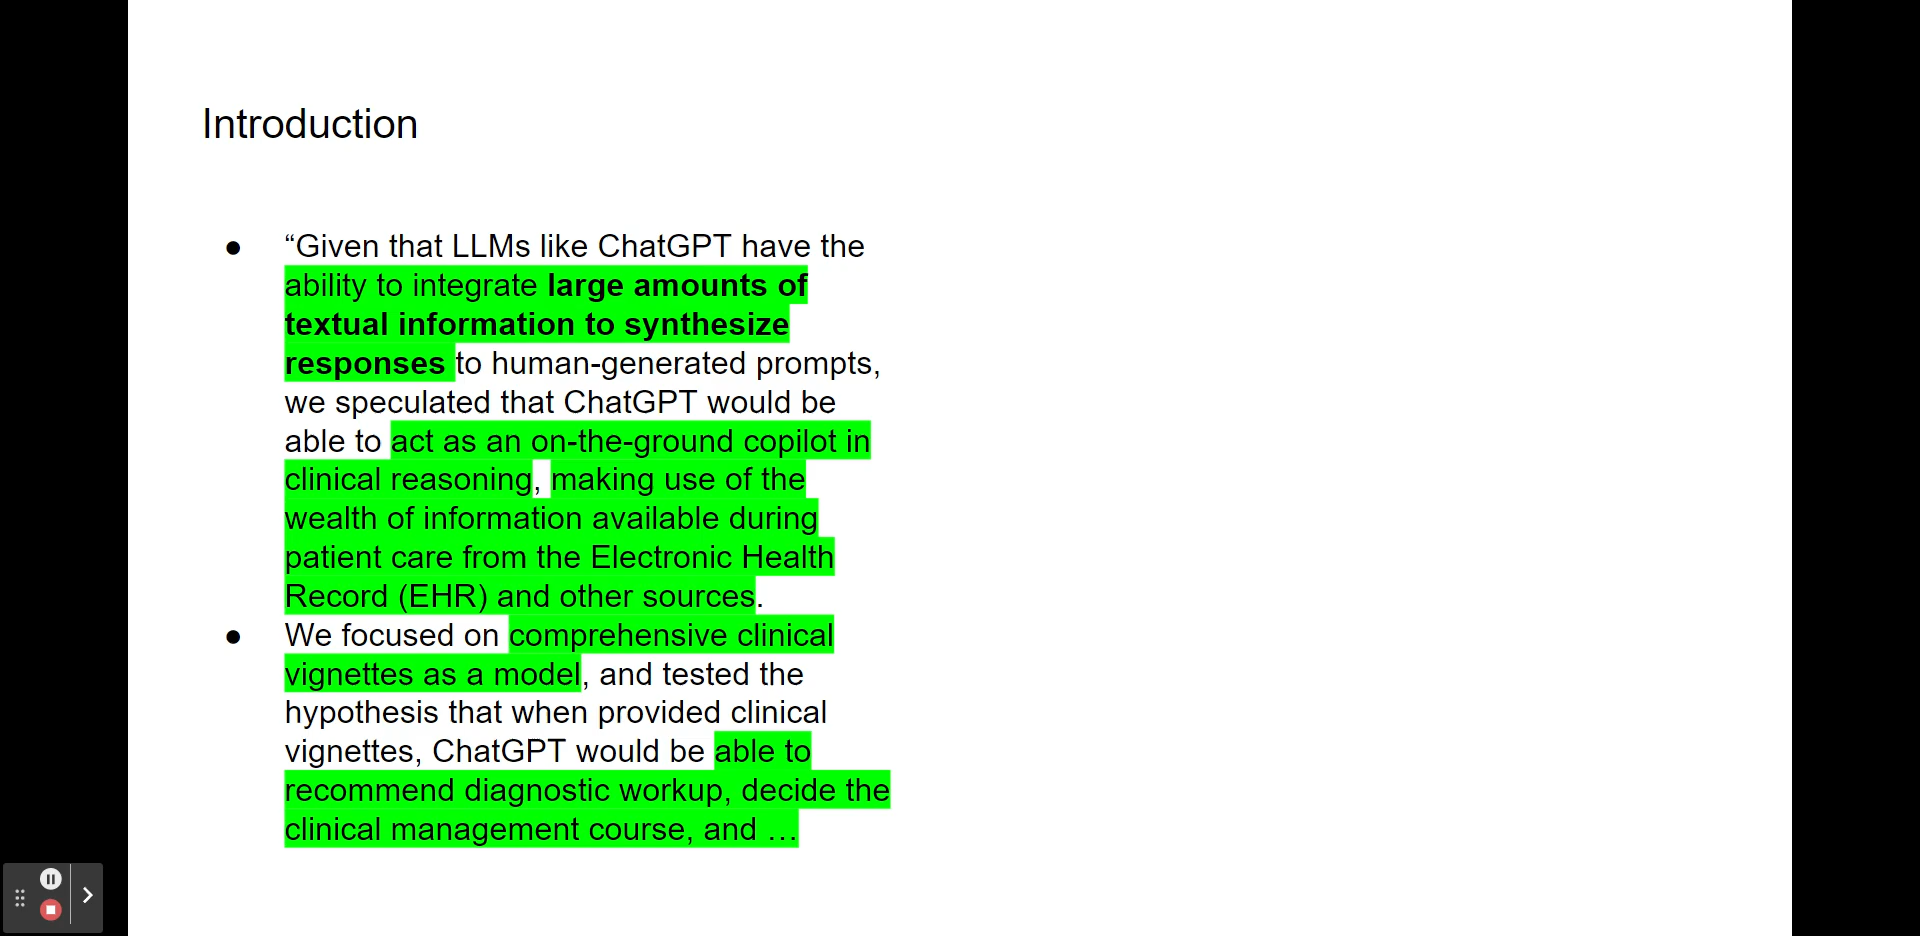 Introduction
● “Given that LLMs like ChatGPT have the
ability to integrate large amounts of
textual information to synthesize
responses to human-generated prompts,
we speculated that ChatGPT would be
able to act as an on-the-ground copilot in
clinical reasoning, making use of the
wealth of information available during
patient care from the Electronic Health
Record (EHR) and other sources.
● We focused on comprehensive clinical
vignettes as a model, and tested the
hypothesis that when provided clinical
vignettes, ChatGPT would be able to
recommend diagnostic workup, decide the
clinical management course, and …